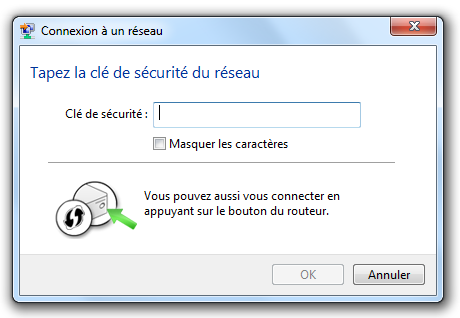 Connexion à un réseau
Tapez la clé de sécurité du réseau
Clé de sécurité :
Masquer les caractères
Vous pouvez aussi vous connecter en
appuyant sur le bouton du routeur.
OK
Annuler